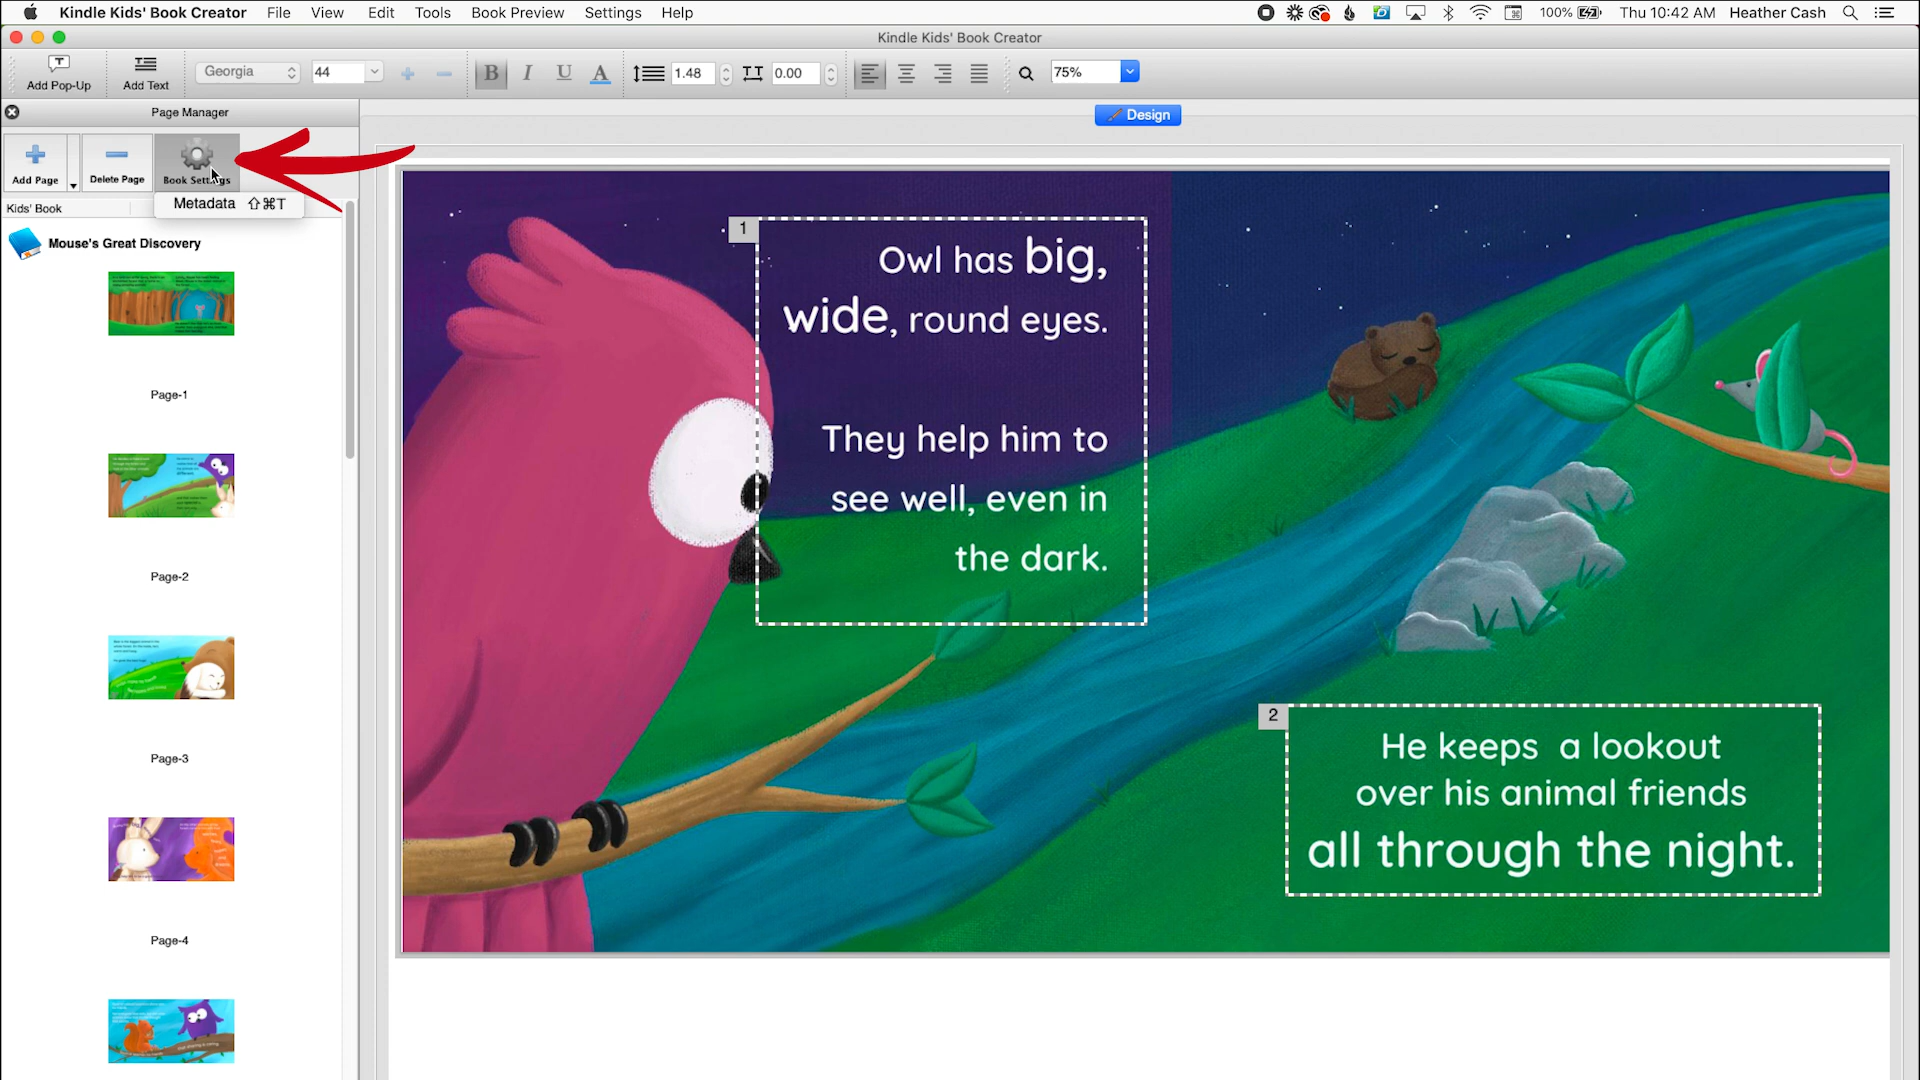 Kindle Kids' Book Creator File View Edit Tools Book Preview Settings Help 100% Thu 10:42 AM Heather Cash
Kindle Kids' Book Creator
Georgia 44 B I U A 1.48 TT 0.00 75%
Add Pop-Up Add Text
Page Manager
Design
Add Page Delete Page
Metadata ⇧⌘T
Kids' Book
Mouse's Great Discovery
Page-1
Page-2
Page-3
Page-4
1
Owl has big,
wide, round eyes.
They help him to
see well, even in
the dark.
2
He keeps a lookout
over his animal friends
all through the night.